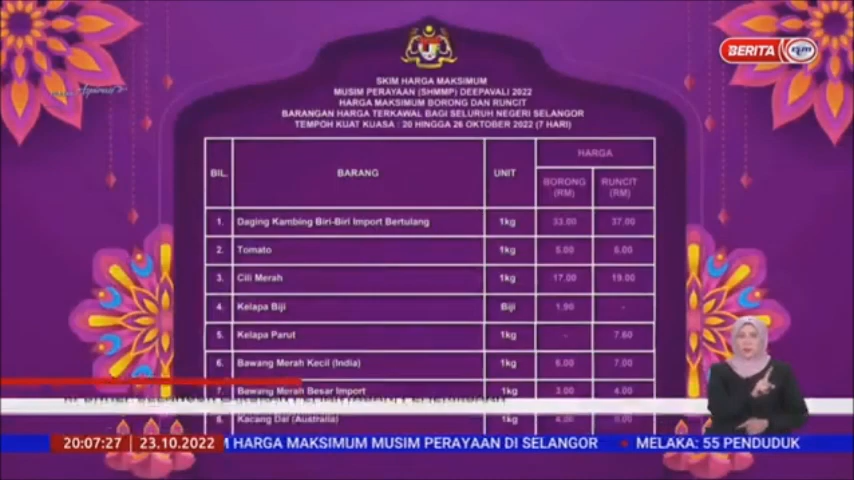 BERITA
SKIM HARGA MAKSIMUM
MUSIM PERAYAAN (SHMMP) DEEPAVALI 2022
HARGA MAKSIMUM BORONG DAN RUNCIT
BARANGAN HARGA TERKAWAL BAGI SELURUH NEGERI SELANGOR
TEMPOH KUAT KUASA : 20 HINGGA 26 OKTOBER 2022 (7 HARI)
BIL. BARANG UNIT HARGA
BORONG (RM) RUNCIT (RM)
1. Daging Kambing Biri-Biri Import Bertulang 1kg 33.00 37.00
2. Tomato 1kg 5.00 6.00
3. Cili Merah 1kg 17.00 19.00
4. Kelapa Biji Biji 1.90 -
5. Kelapa Parut 1kg - 7.60
6. Bawang Merah Kecil (India) 1kg 6.00 7.00
7. Bawang Merah Besar Import 1kg 3.00 4.00
8. Kacang Dal (Australia) 1kg
20:07:27 23.10.2022 M HARGA MAKSIMUM MUSIM PERAYAAN DI SELANGOR • MELAKA: 55 PENDUDUK